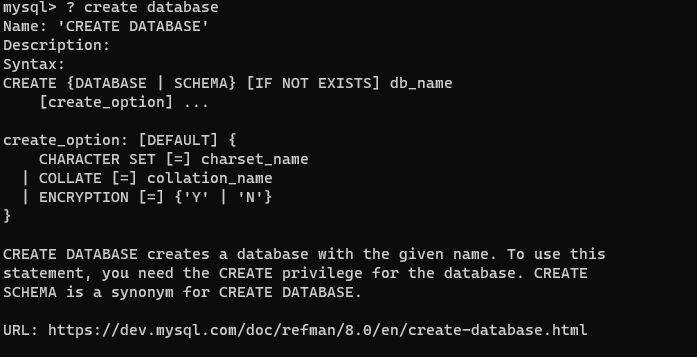 mysql> ? create database
Name: 'CREATE DATABASE'
Description:
Syntax:
CREATE {DATABASE | SCHEMA} [IF NOT EXISTS] db_name
    [create_option] ...

create_option: [DEFAULT] {
    CHARACTER SET [=] charset_name
  | COLLATE [=] collation_name
  | ENCRYPTION [=] {'Y' | 'N'}
}

CREATE DATABASE creates a database with the given name. To use this
statement, you need the CREATE privilege for the database. CREATE
SCHEMA is a synonym for CREATE DATABASE.

URL: https://dev.mysql.com/doc/refman/8.0/en/create-database.html